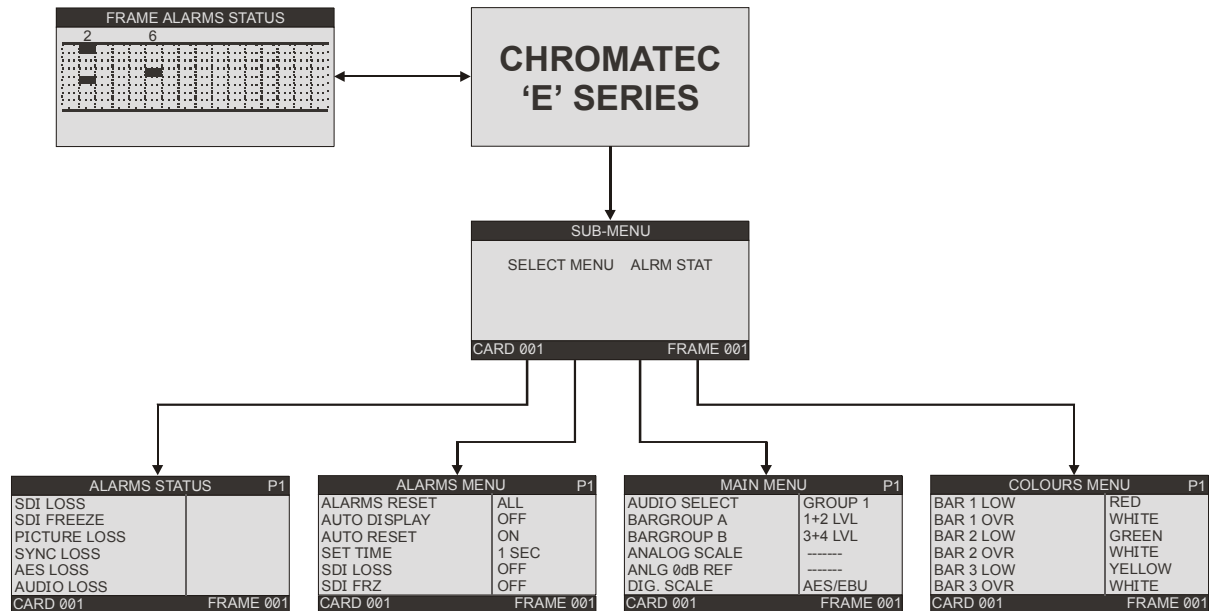 FRAME ALARMS STATUS
2 6
CHROMATEC
‘E’ SERIES
SUB-MENU
SELECT MENU ALRM STAT
CARD 001 FRAME 001
ALARMS STATUS P1
SDI LOSS
SDI FREEZE
PICTURE LOSS
SYNC LOSS
AES LOSS
AUDIO LOSS
CARD 001 FRAME 001
ALARMS MENU P1
ALARMS RESET ALL
AUTO DISPLAY OFF
AUTO RESET ON
SET TIME 1 SEC
SDI LOSS OFF
SDI FRZ OFF
CARD 001 FRAME 001
MAIN MENU P1
AUDIO SELECT GROUP 1
BARGROUP A 1+2 LVL
BARGROUP B 3+4 LVL
ANALOG SCALE -------
ANLG 0dB REF -------
DIG. SCALE AES/EBU
CARD 001 FRAME 001
COLOURS MENU P1
BAR 1 LOW RED
BAR 1 OVR WHITE
BAR 2 LOW GREEN
BAR 2 OVR WHITE
BAR 3 LOW YELLOW
BAR 3 OVR WHITE
CARD 001 FRAME 001